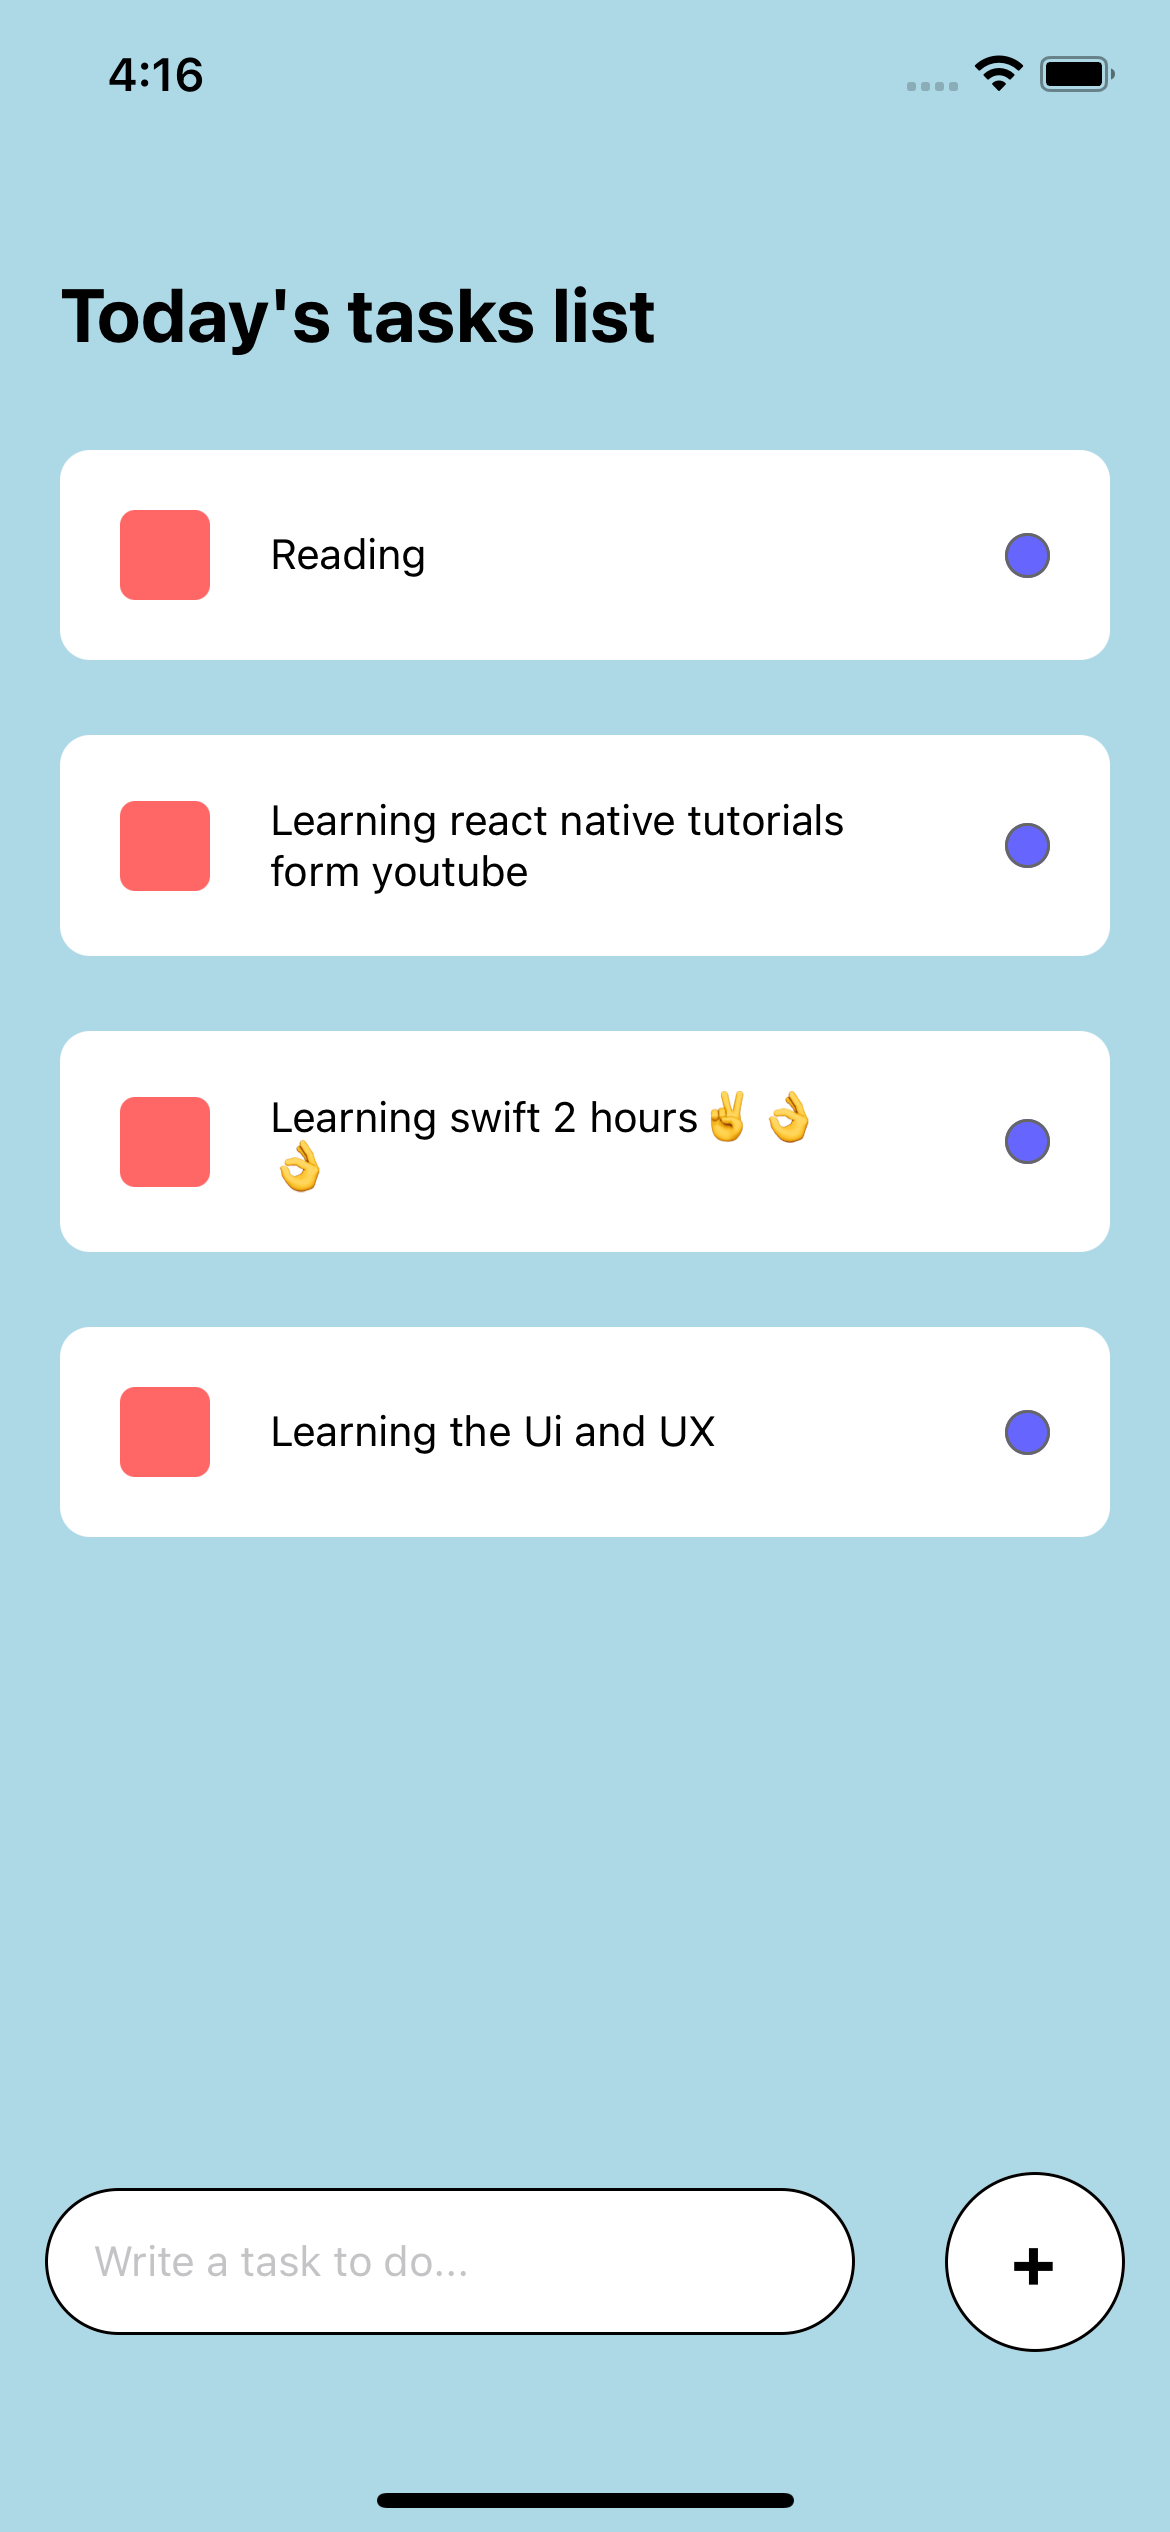 4:16
Today's tasks list
Reading
Learning react native tutorials
form youtube
Learning swift 2 hours✌️👌
👌
Learning the Ui and UX
Write a task to do...
+